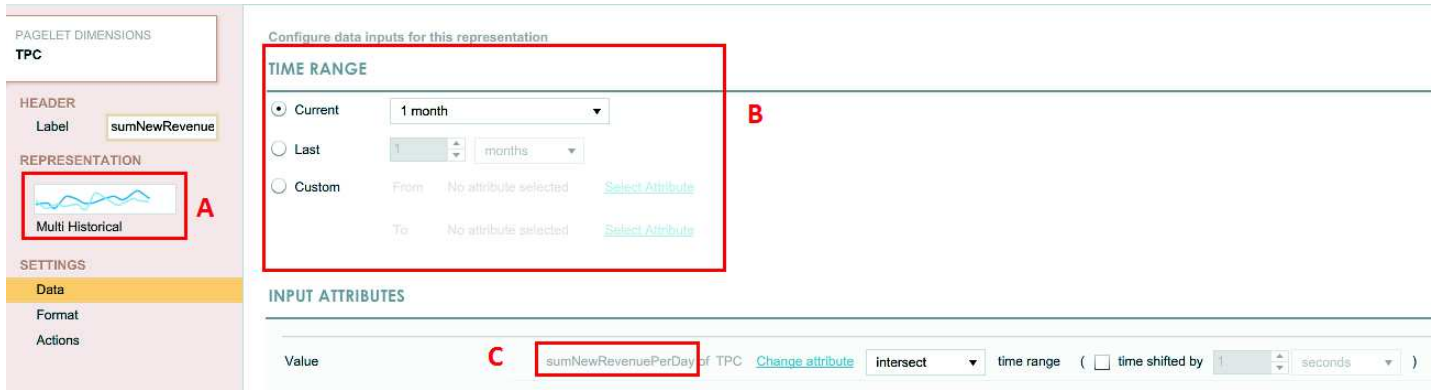 PAGELET DIMENSIONS
TPC
HEADER
Label sumNewRevenue
REPRESENTATION
A
Multi Historical
SETTINGS
Data
Format
Actions
Configure data inputs for this representation
TIME RANGE
Current 1 month
B
Last 1 months
Custom From No attribute selected Select Attribute
To No attribute selected Select Attribute
INPUT ATTRIBUTES
Value C sumNewRevenuePerDay of TPC Change attribute intersect time range ( time shifted by 1 seconds )